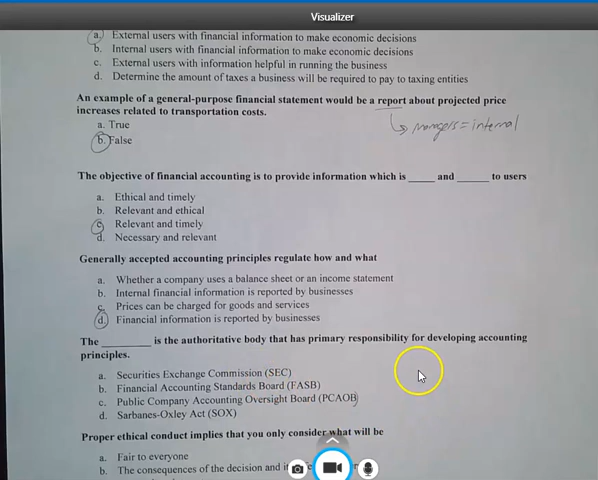 Visualizer
a. External users with financial information to make economic decisions
b. Internal users with financial information to make economic decisions
c. External users with information helpful in running the business
d. Determine the amount of taxes a business will be required to pay to taxing entities
An example of a general-purpose financial statement would be a report about projected price
increases related to transportation costs.
a. True
b. False
mangers = internal
The objective of financial accounting is to provide information which is _____ and ______ to users
a. Ethical and timely
b. Relevant and ethical
c. Relevant and timely
d. Necessary and relevant
Generally accepted accounting principles regulate how and what
a. Whether a company uses a balance sheet or an income statement
b. Internal financial information is reported by businesses
c. Prices can be charged for goods and services
d. Financial information is reported by businesses
The __________ is the authoritative body that has primary responsibility for developing accounting
principles.
a. Securities Exchange Commission (SEC)
b. Financial Accounting Standards Board (FASB)
c. Public Company Accounting Oversight Board (PCAOB)
d. Sarbanes-Oxley Act (SOX)
Proper ethical conduct implies that you only consider what will be
a. Fair to everyone
b. The consequences of the decision and